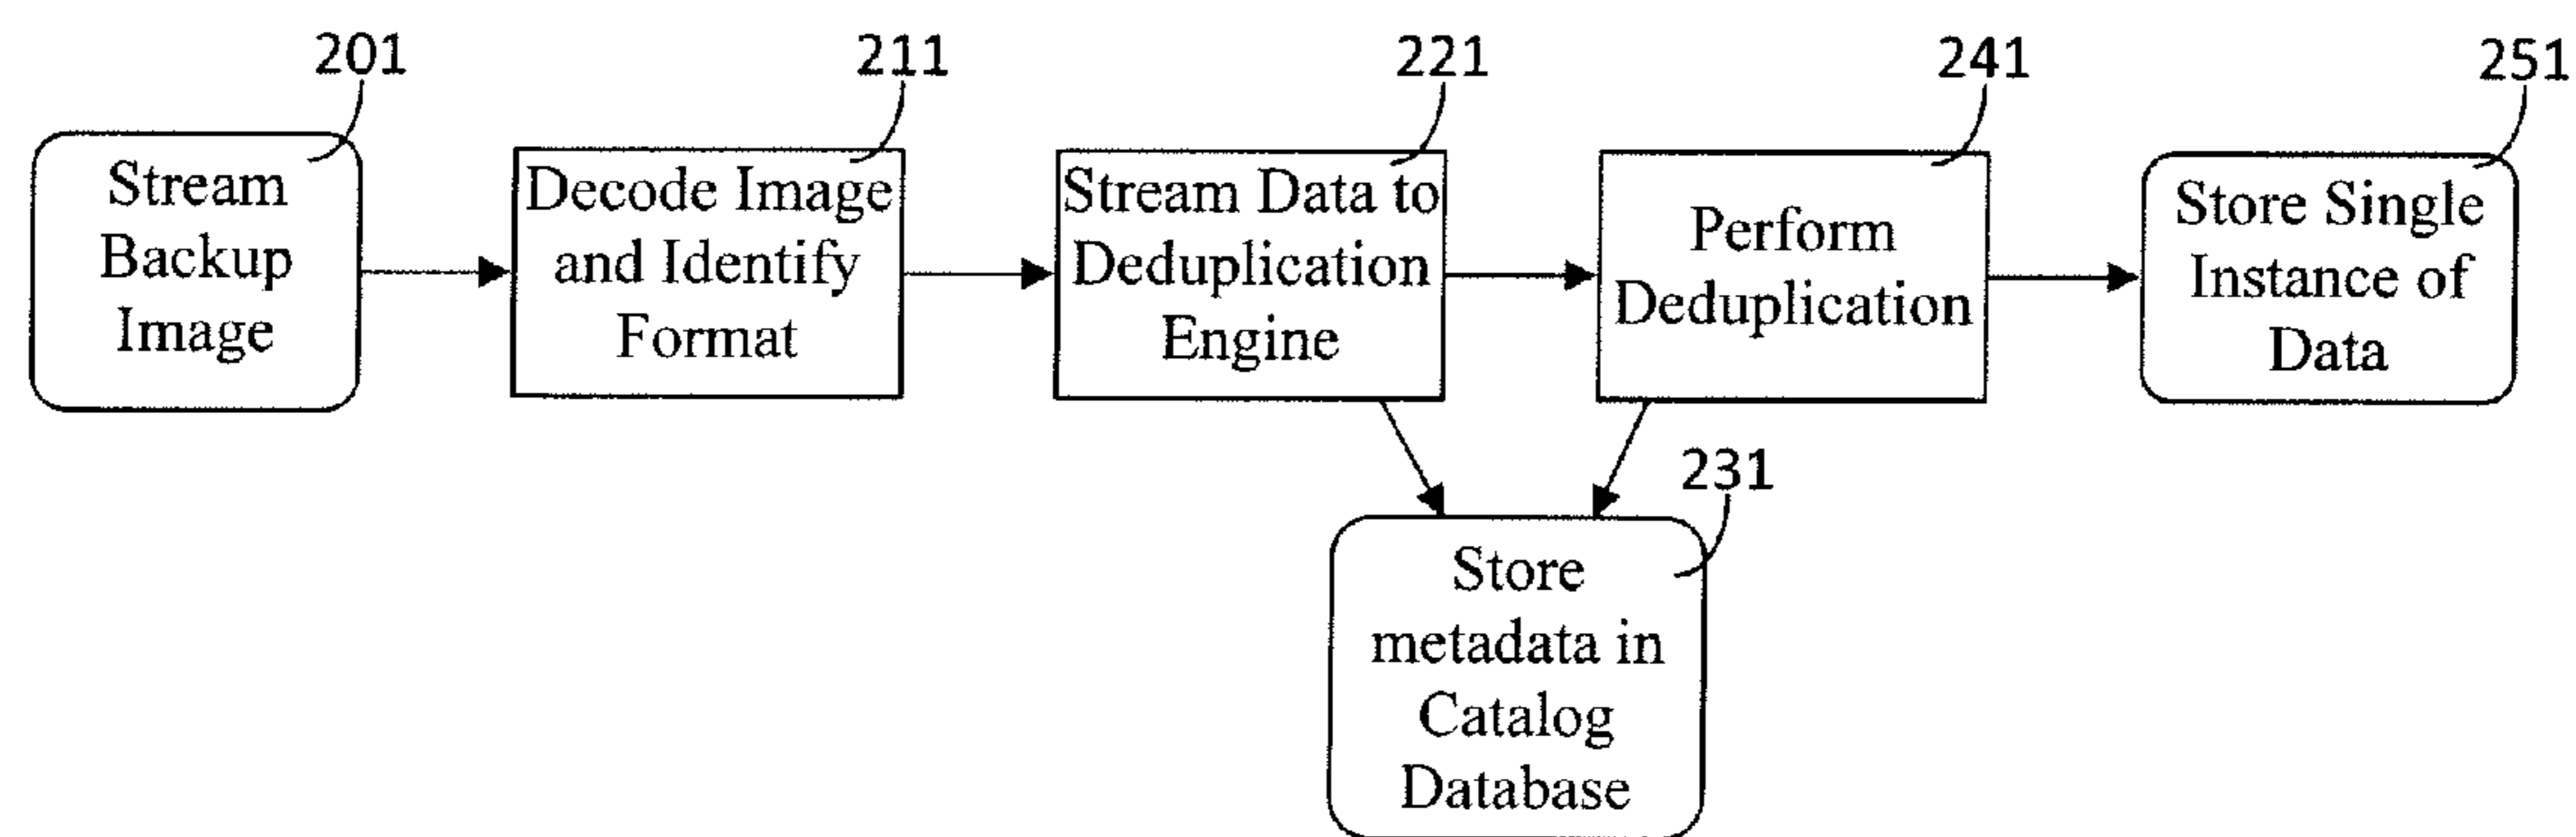 201
211
221
241
251
Stream
Backup
Image
Decode Image
and Identify
Format
Stream Data to
Deduplication
Engine
Perform
Deduplication
Store Single
Instance of
Data
231
Store
metadata in
Catalog
Database